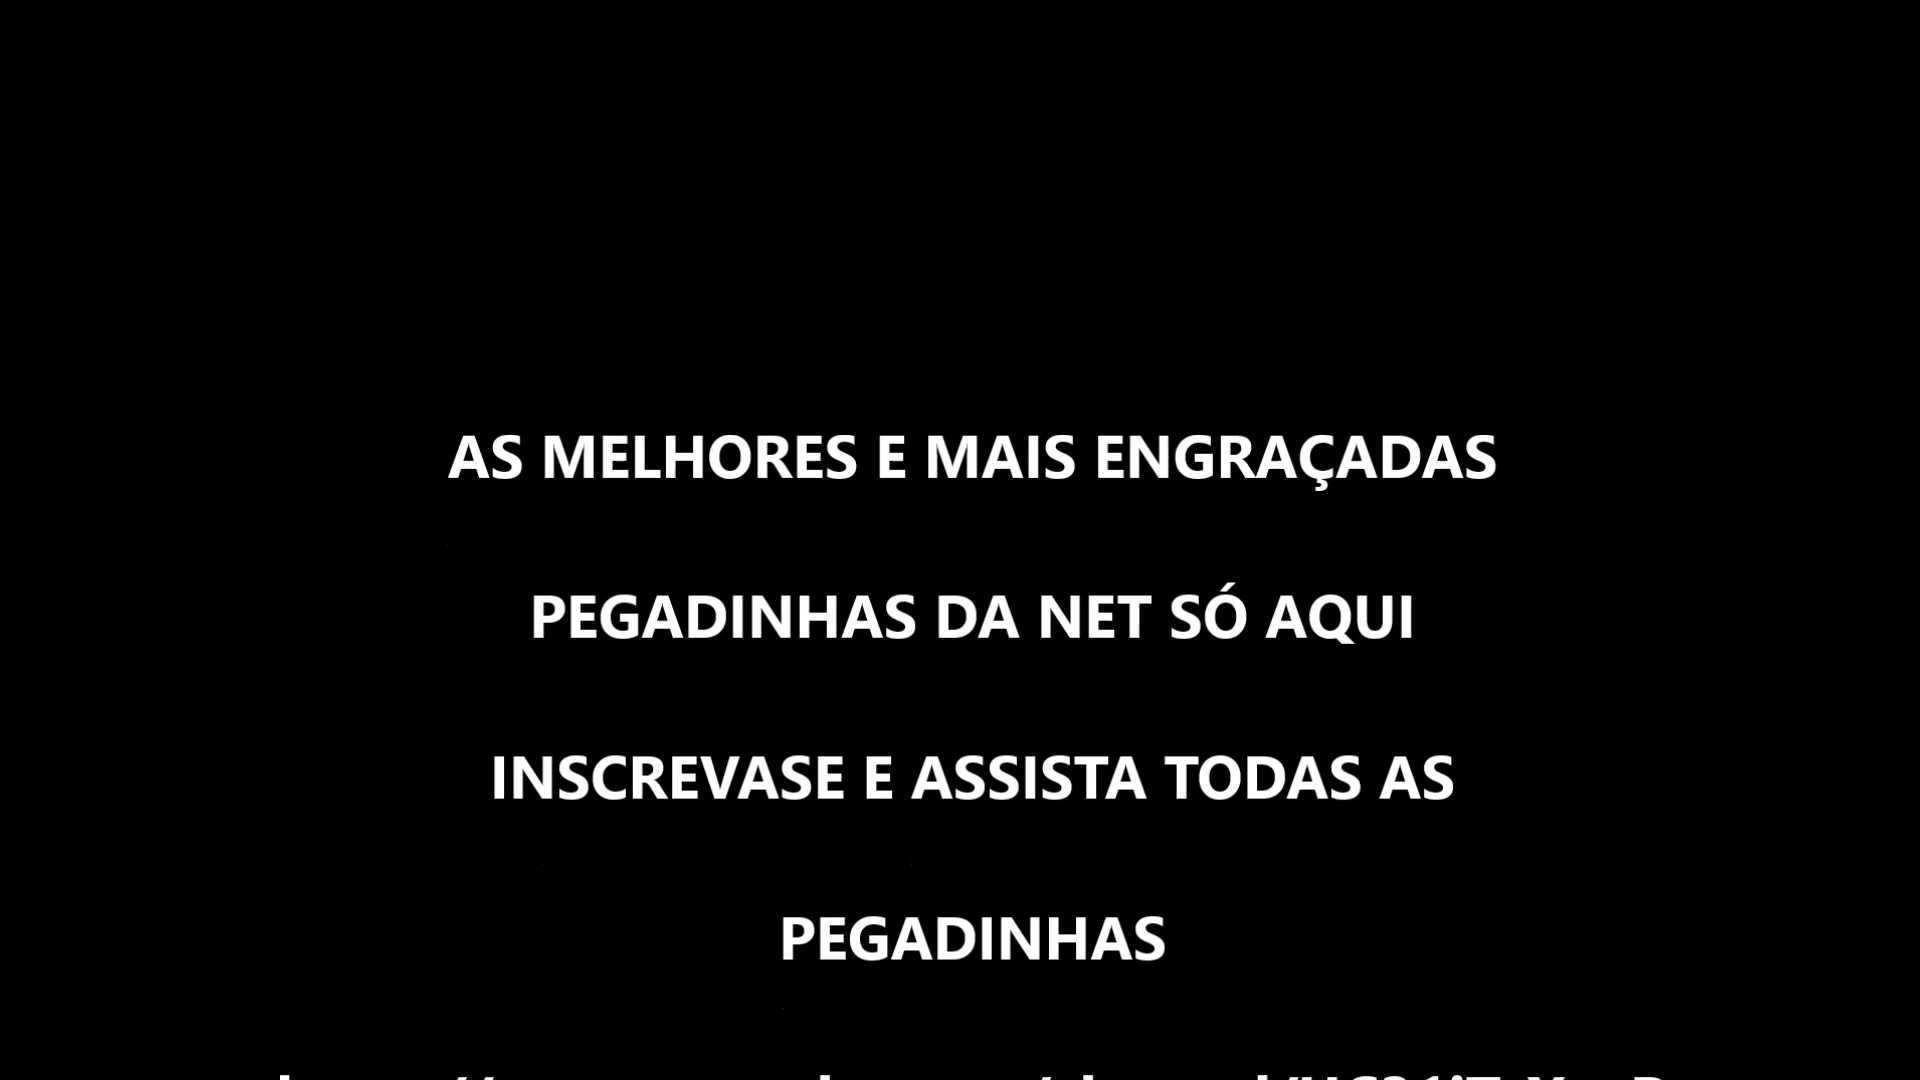 AS MELHORES E MAIS ENGRAÇADAS
PEGADINHAS DA NET SÓ AQUI
INSCREVASE E ASSISTA TODAS AS
PEGADINHAS